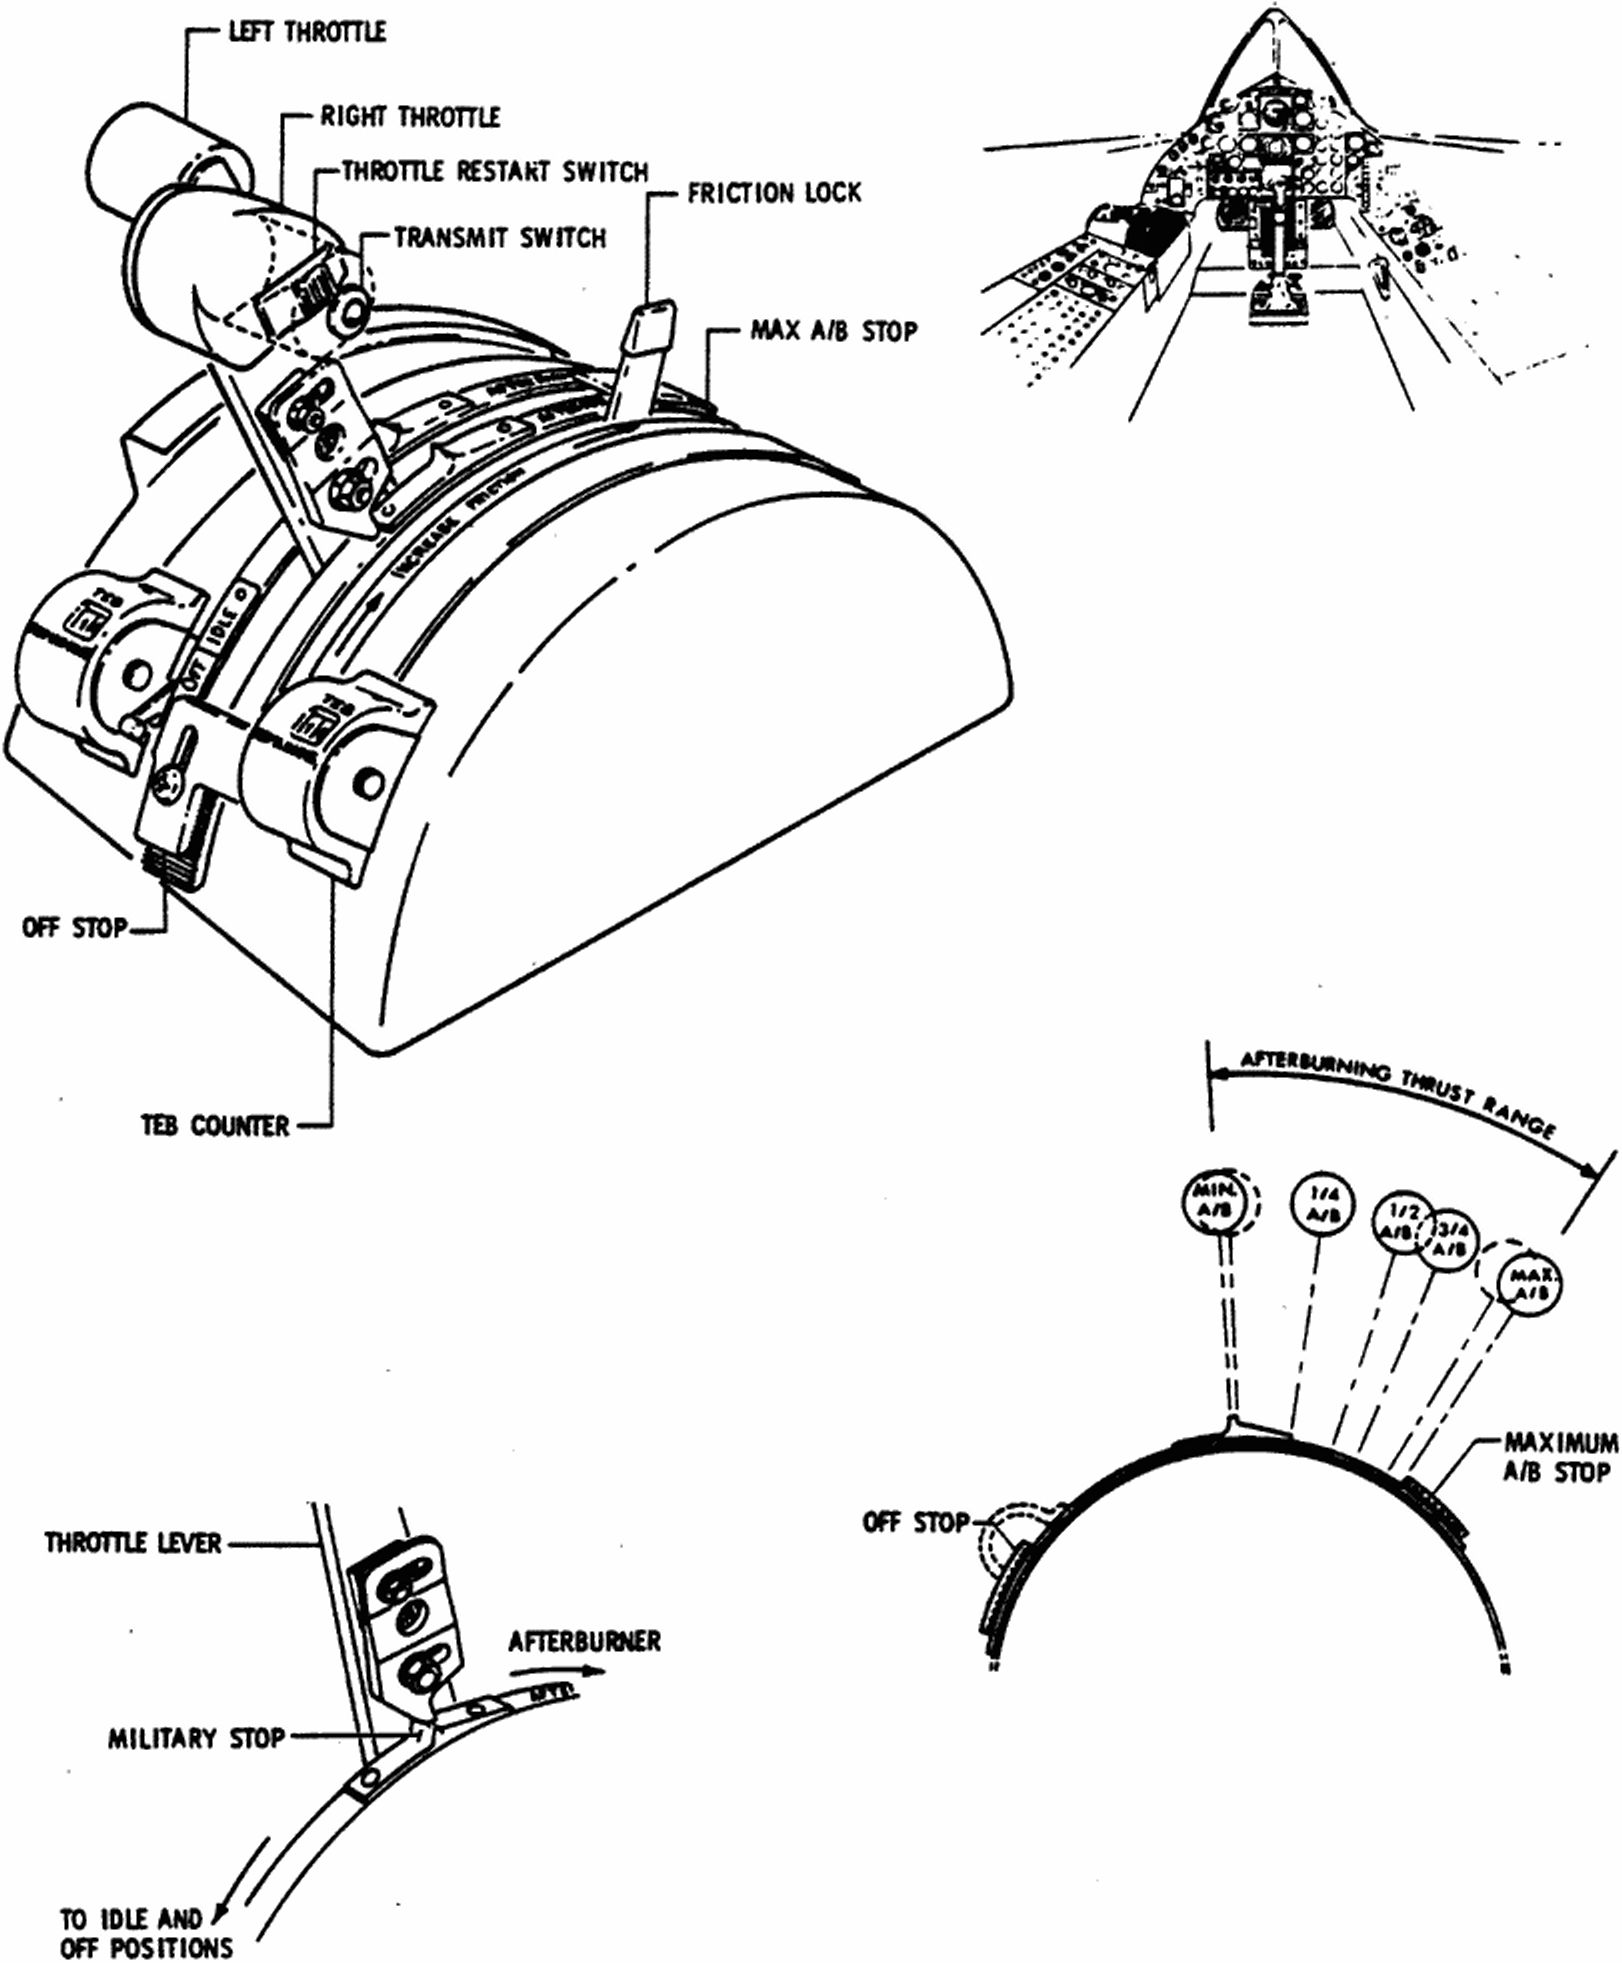 LEFT THROTTLE
RIGHT THROTTLE
THROTTLE RESTART SWITCH
FRICTION LOCK
TRANSMIT SWITCH
MAX A/B STOP
INCREASE FRICTION
TEB
IDLE
OFF
TEB
OFF STOP
TEB COUNTER
AFTERBURNING THRUST RANGE
MIN.
A/B
1/4
A/B
1/2
A/B
3/4
A/B
MAX.
A/B
MAXIMUM
A/B STOP
OFF STOP
THROTTLE LEVER
AFTERBURNER
MILITARY STOP
TO IDLE AND
OFF POSITIONS